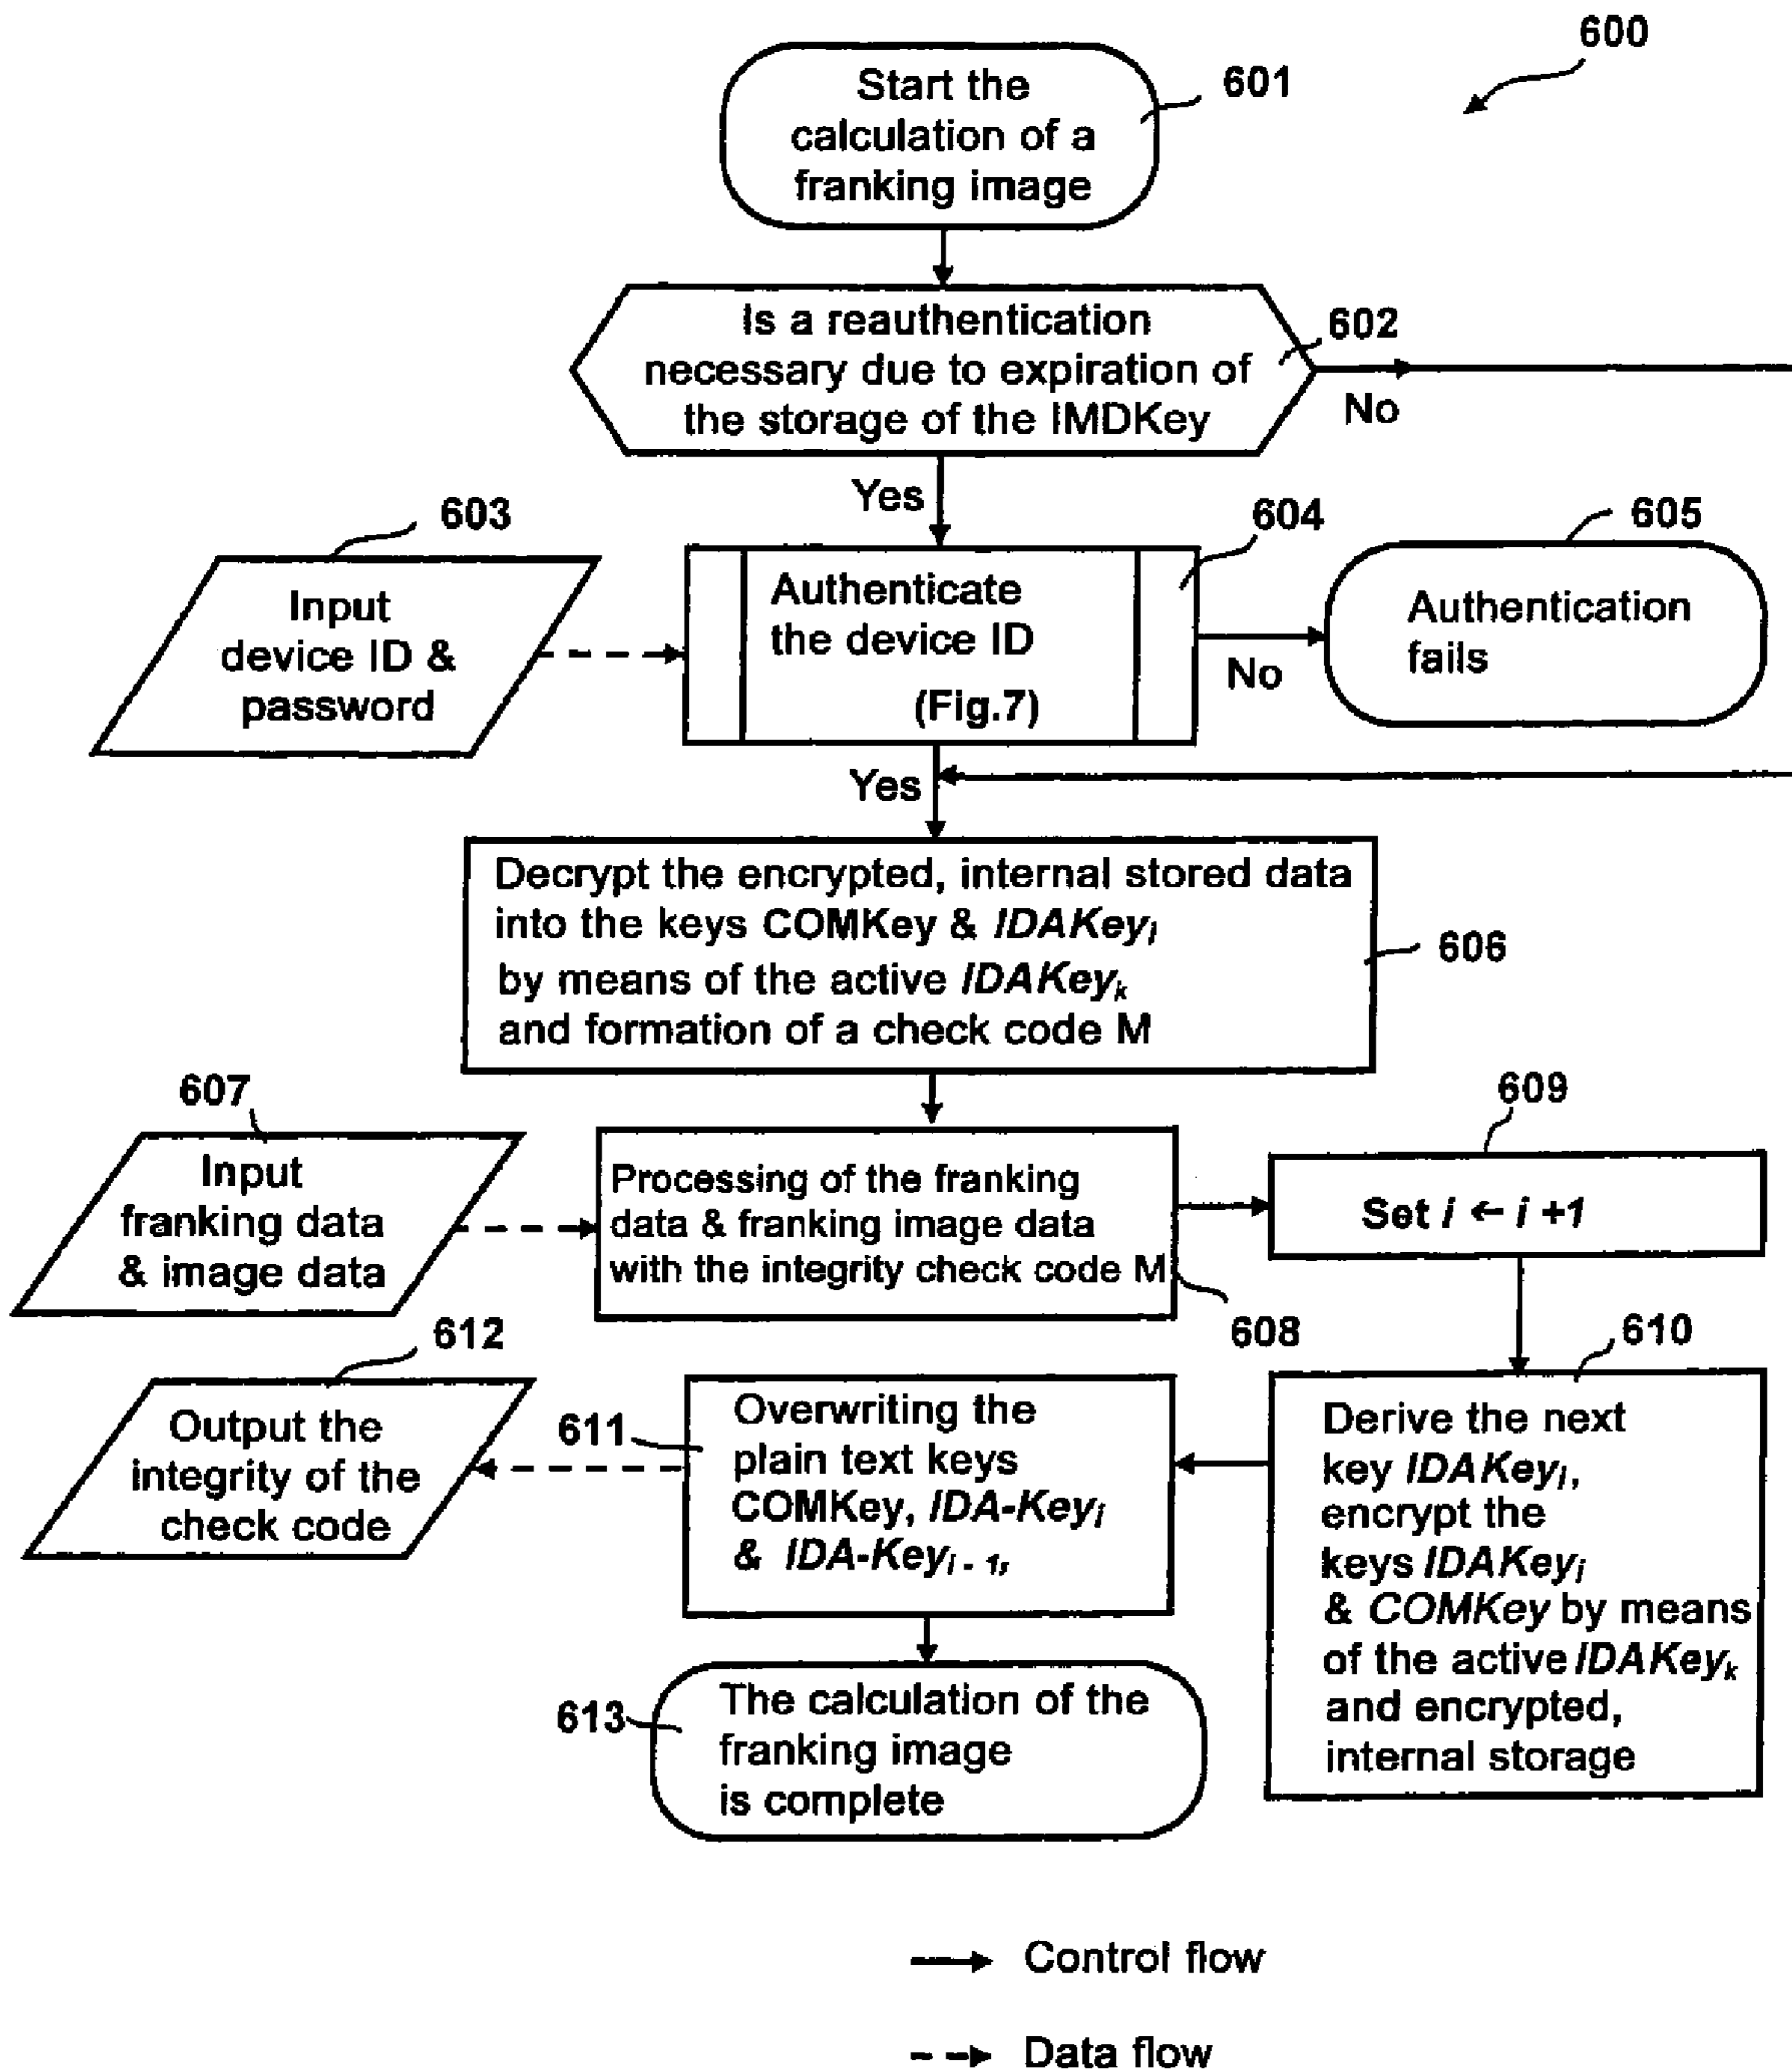 600
Start the
calculation of a
franking image
601
Is a reauthentication
necessary due to expiration of
the storage of the IMDKey
602
No
Yes
603
Input
device ID &
password
604
Authenticate
the device ID
(Fig.7)
No
605
Authentication
fails
Yes
Decrypt the encrypted, internal stored data
into the keys COMKey & IDAKeyi
by means of the active IDAKeyk
and formation of a check code M
606
607
Input
franking data
& image data
Processing of the franking
data & franking image data
with the integrity check code M
608
609
Set i ← i +1
610
Derive the next
key IDAKeyi,
encrypt the
keys IDAKeyi
& COMKey by means
of the active IDAKeyk
and encrypted,
internal storage
611
Overwriting the
plain text keys
COMKey, IDA-Keyi
& IDA-Keyi - 1,
612
Output the
integrity of the
check code
613
The calculation of the
franking image
is complete
Control flow
Data flow